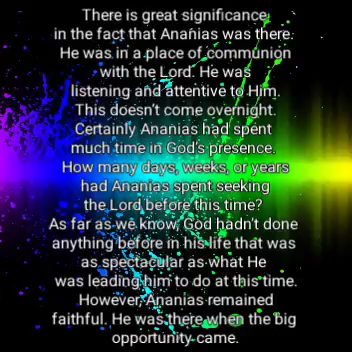 There is great significance
in the fact that Ananias was there.
He was in a place of communion
with the Lord. He was
listening and attentive to Him.
This doesn't come overnight.
Certainly Ananias had spent
much time in God's presence.
How many days, weeks, or years
had Ananias spent seeking
the Lord before this time?
As far as we know, God hadn't done
anything before in his life that was
as spectacular as what He
was leading him to do at this time.
However, Ananias remained
faithful. He was there when the big
opportunity came.